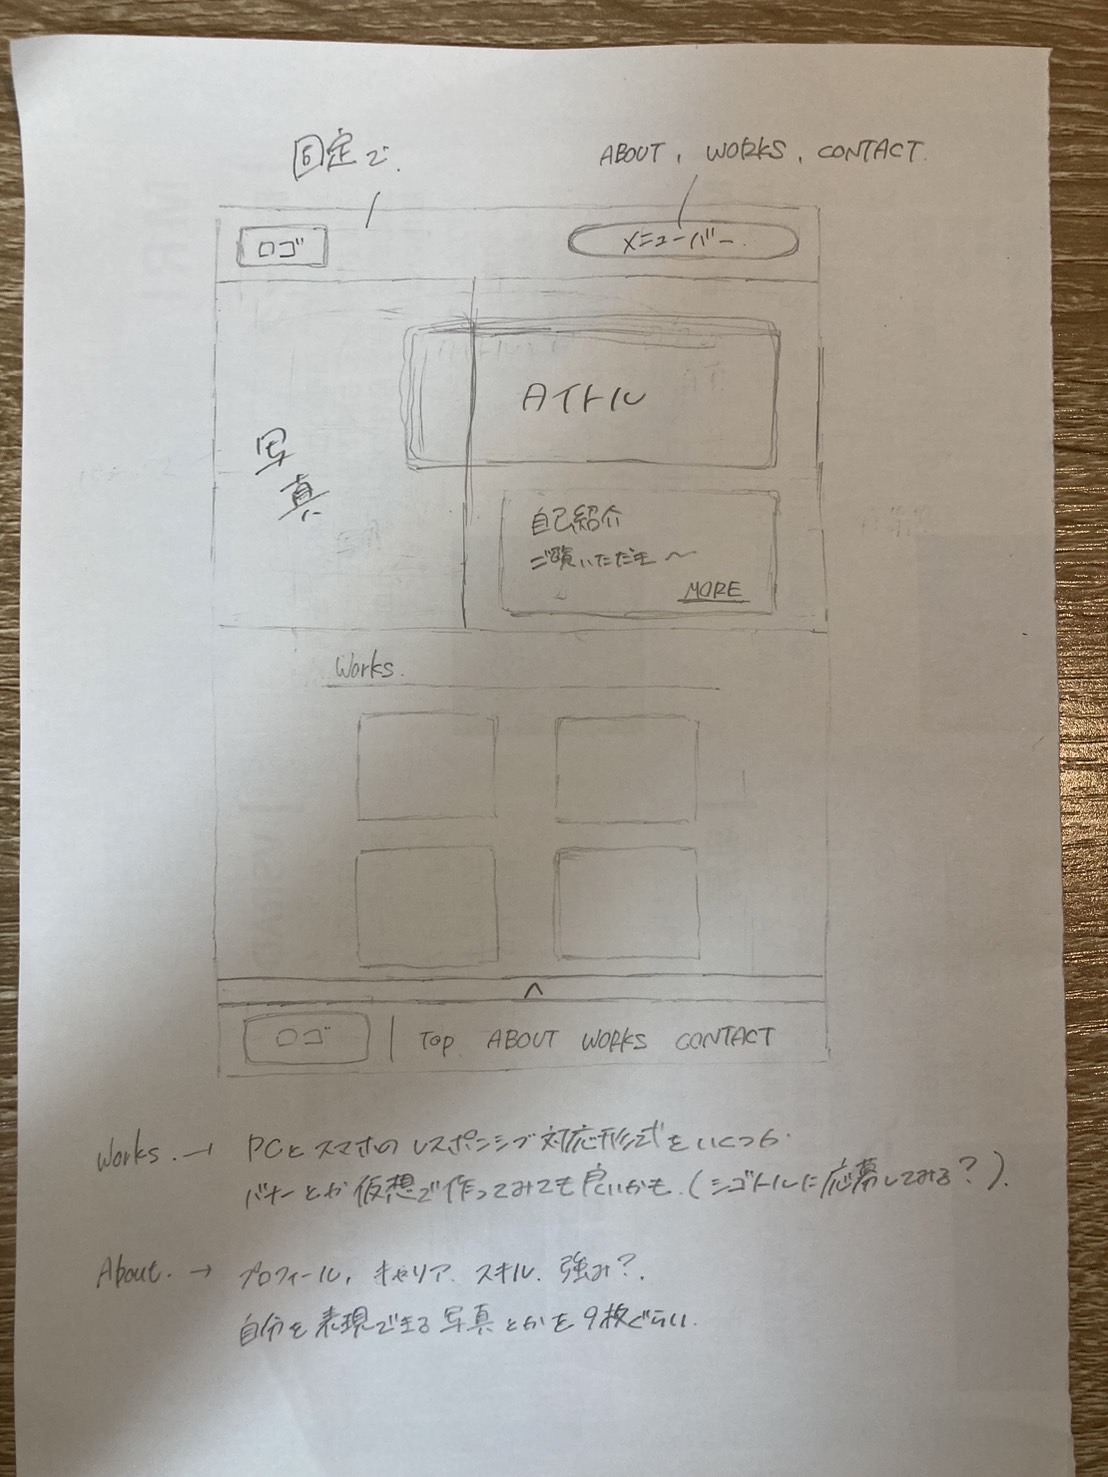 固定で.
ABOUT, WORKS, CONTACT.
ロゴ
メニューバー.
タイトル
写真
自己紹介
ご覧いただき〜
MORE
Works.
^
ロゴ | Top ABOUT WORKS CONTACT
Works. → PCとスマホのレスポンシブ対応形式をいくつか.
バナーとか仮想で作ってみても良いかも.(シゴトルに応募してみる?).
About. → プロフィール, キャリア. スキル. 強み?.
自分を表現できる写真とかを9枚ぐらい.